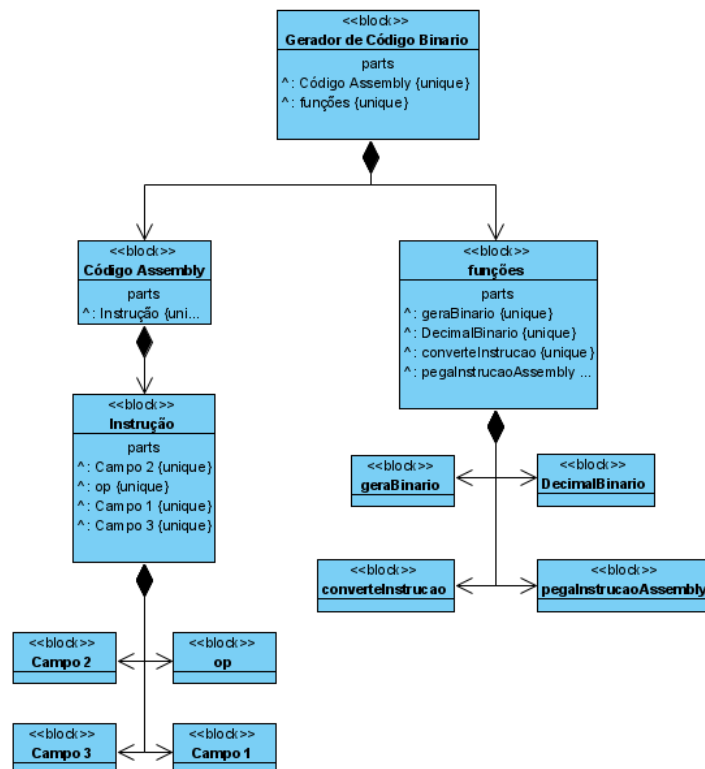 <<block>>
Gerador de Código Binario
parts
^ : Código Assembly {unique}
^ : funções {unique}
<<block>>
Código Assembly
parts
^ : Instrução {uni...
<<block>>
funções
parts
^ : geraBinario {unique}
^ : DecimalBinario {unique}
^ : converteInstrucao {unique}
^ : pegaInstrucaoAssembly ...
<<block>>
Instrução
parts
^ : Campo 2 {unique}
^ : op {unique}
^ : Campo 1 {unique}
^ : Campo 3 {unique}
<<block>>
geraBinario
<<block>>
DecimalBinario
<<block>>
converteInstrucao
<<block>>
pegaInstrucaoAssembly
<<block>>
Campo 2
<<block>>
op
<<block>>
Campo 3
<<block>>
Campo 1